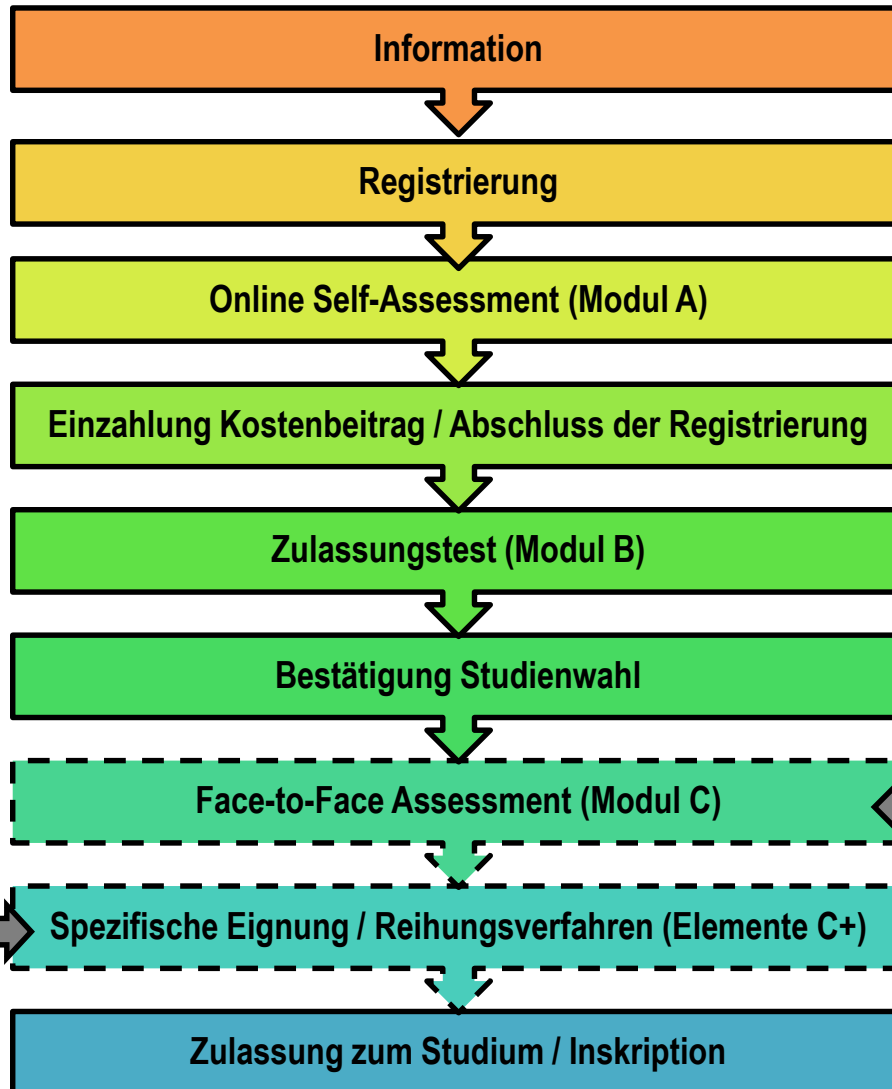 Information
Registrierung
Online Self-Assessment (Modul A)
Einzahlung Kostenbeitrag / Abschluss der Registrierung
Zulassungstest (Modul B)
Bestätigung Studienwahl
Face-to-Face Assessment (Modul C)
Spezifische Eignung / Reihungsverfahren (Elemente C+)
Zulassung zum Studium / Inskription